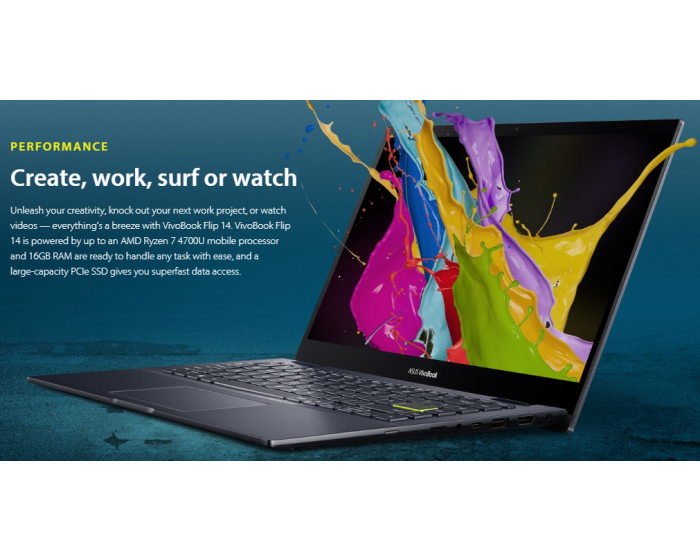 PERFORMANCE
Create, work, surf or watch
Unleash your creativity, knock out your next work project, or watch
videos — everything's a breeze with VivoBook Flip 14. VivoBook Flip
14 is powered by up to an AMD Ryzen 7 4700U mobile processor
and 16GB RAM are ready to handle any task with ease, and a
large-capacity PCIe SSD gives you superfast data access.
ASUS VivoBook